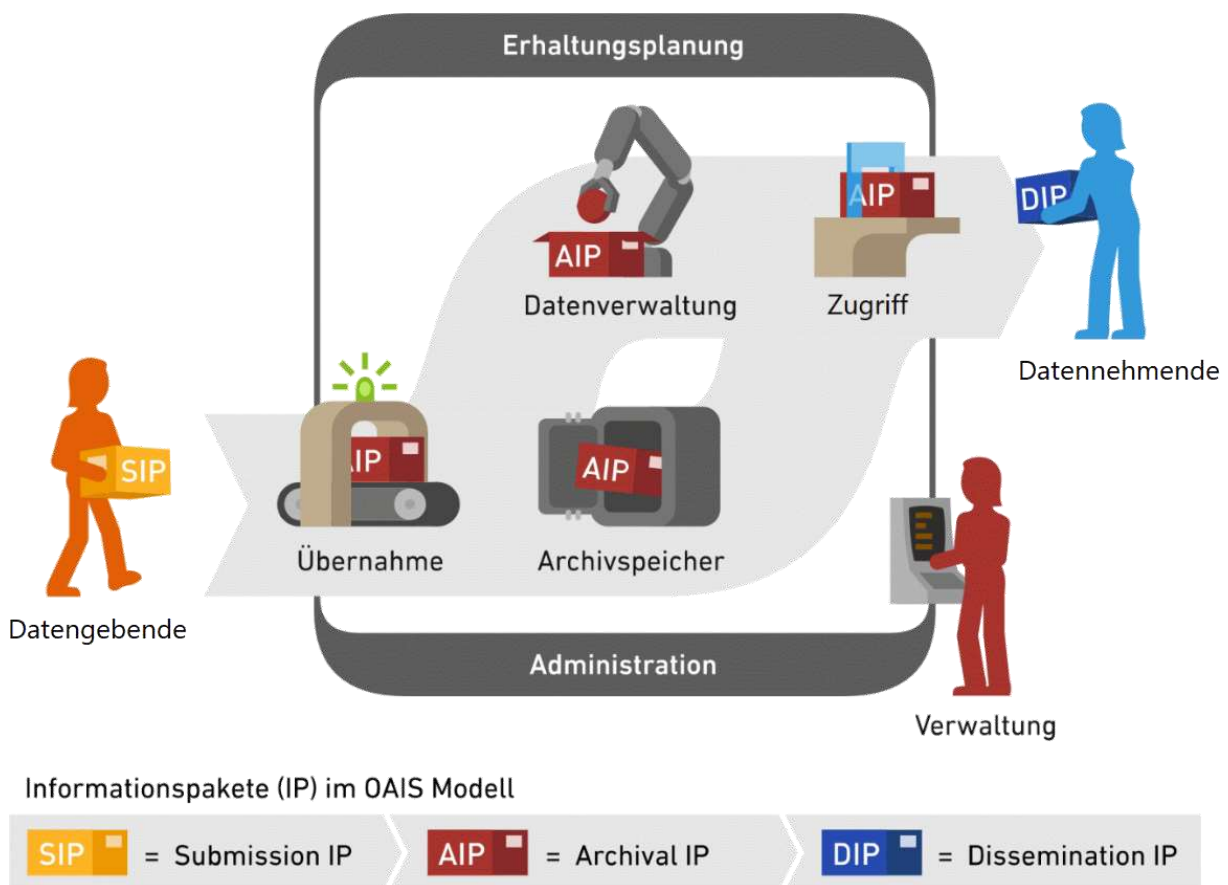 Erhaltungsplanung
AIP
Datenverwaltung
AIP
Zugriff
DIP
Datennehmende
SIP
Datengebende
AIP
Übernahme
AIP
Archivspeicher
Administration
Verwaltung
Informationspakete (IP) im OAIS Modell
SIP = Submission IP
AIP = Archival IP
DIP = Dissemination IP